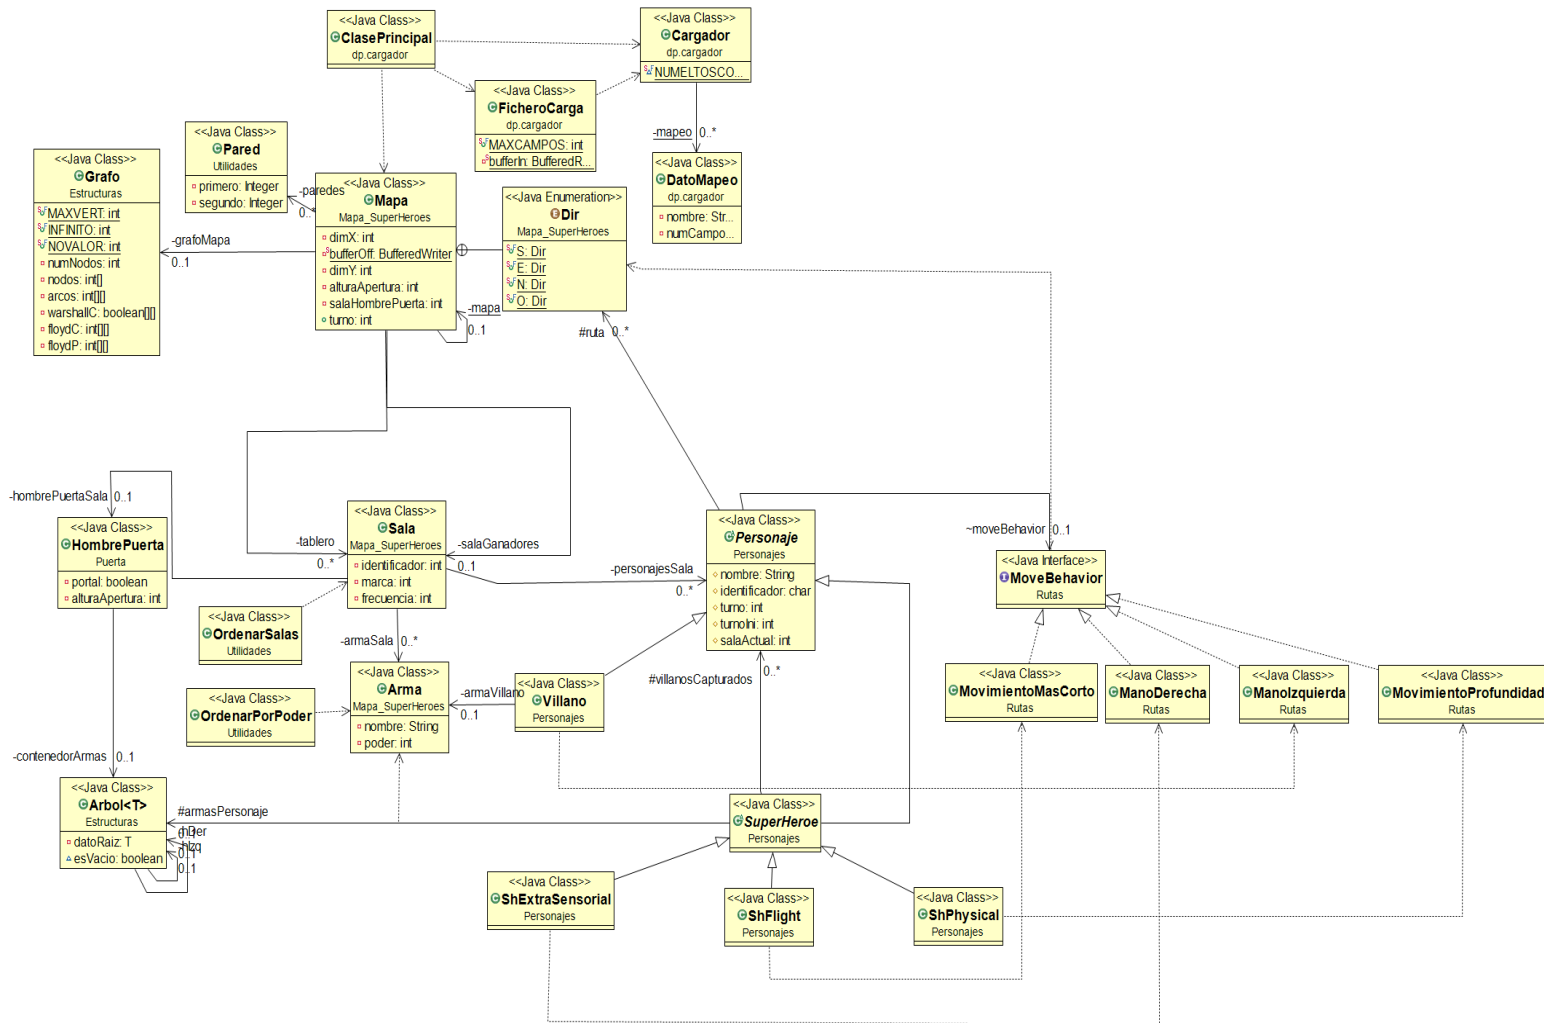 <<Java Class>>
ClasePrincipal
dp.cargador
<<Java Class>>
Cargador
dp.cargador
NUMELTOSCO...
<<Java Class>>
FicheroCarga
dp.cargador
MAXCAMPOS: int
bufferIn: BufferedR...
-mapeo 0..*
<<Java Class>>
DatoMapeo
dp.cargador
nombre: Str...
numCampo...
<<Java Class>>
Pared
Utilidades
primero: Integer
segundo: Integer
-paredes
0..*
<<Java Class>>
Grafo
Estructuras
MAXVERT: int
INFINITO: int
NOVALOR: int
numNodos: int
nodos: int[]
arcos: int[][]
warshallC: boolean[][]
floydC: int[][]
floydP: int[][]
-grafoMapa
0..1
<<Java Class>>
Mapa
Mapa_SuperHeroes
dimX: int
bufferOff: BufferedWriter
dimY: int
alturaApertura: int
salaHombrePuerta: int
turno: int
-mapa
0..1
<<Java Enumeration>>
Dir
Mapa_SuperHeroes
S: Dir
E: Dir
N: Dir
O: Dir
#ruta 0..*
-hombrePuertaSala 0..1
<<Java Class>>
HombrePuerta
Puerta
portal: boolean
alturaApertura: int
-tablero
0..*
<<Java Class>>
Sala
Mapa_SuperHeroes
identificador: int
marca: int
frecuencia: int
-salaGanadores
0..1
-personajesSala
0..*
<<Java Class>>
Personaje
Personajes
nombre: String
identificador: char
turno: int
turnoIni: int
salaActual: int
~moveBehavior 0..1
<<Java Interface>>
MoveBehavior
Rutas
<<Java Class>>
OrdenarSalas
Utilidades
-armaSala 0..*
<<Java Class>>
OrdenarPorPoder
Utilidades
<<Java Class>>
Arma
Mapa_SuperHeroes
nombre: String
poder: int
-armaVillano
0..1
<<Java Class>>
Villano
Personajes
#villanosCapturados 0..*
<<Java Class>>
MovimientoMasCorto
Rutas
<<Java Class>>
ManoDerecha
Rutas
<<Java Class>>
ManoIzquierda
Rutas
<<Java Class>>
MovimientoProfundidad
Rutas
-contenedorArmas 0..1
<<Java Class>>
Arbol<T>
Estructuras
datoRaiz: T
esVacio: boolean
#armasPersonaje
0..1
-hDer
-hIzq
0..1
0..1
<<Java Class>>
SuperHeroe
Personajes
<<Java Class>>
ShExtraSensorial
Personajes
<<Java Class>>
ShFlight
Personajes
<<Java Class>>
ShPhysical
Personajes